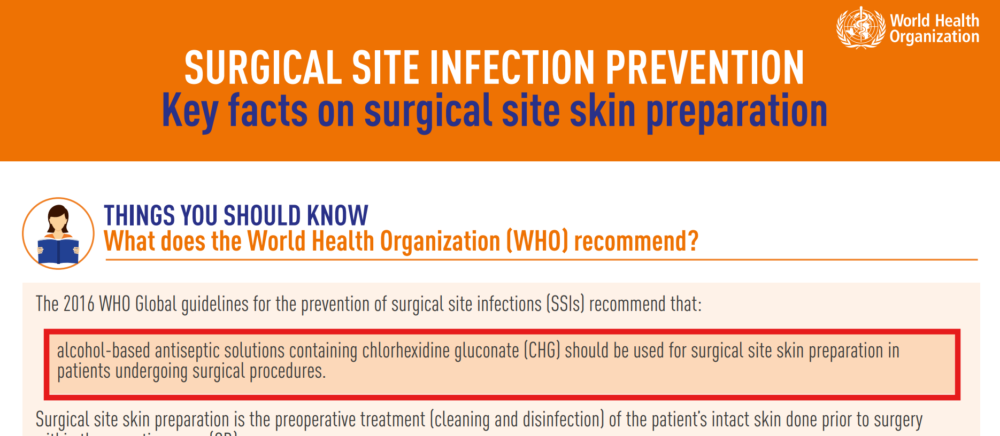 World Health
Organization
SURGICAL SITE INFECTION PREVENTION
Key facts on surgical site skin preparation
THINGS YOU SHOULD KNOW
What does the World Health Organization (WHO) recommend?
The 2016 WHO Global guidelines for the prevention of surgical site infections (SSIs) recommend that:
alcohol-based antiseptic solutions containing chlorhexidine gluconate (CHG) should be used for surgical site skin preparation in
patients undergoing surgical procedures.
Surgical site skin preparation is the preoperative treatment (cleaning and disinfection) of the patient's intact skin done prior to surgery